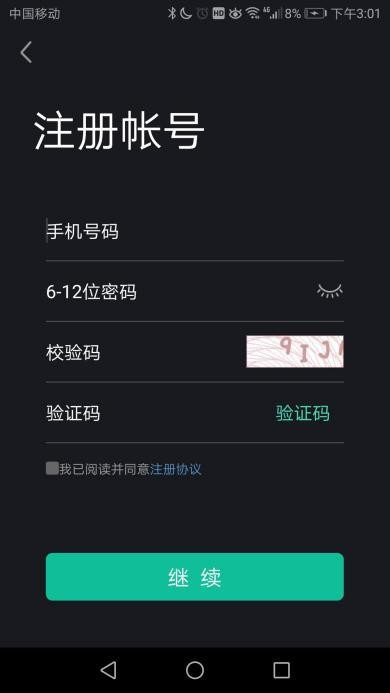 中国移动 HD 4G 8% 下午3:01
注册帐号
手机号码
6-12位密码
校验码
验证码 验证码
我已阅读并同意注册协议
继续